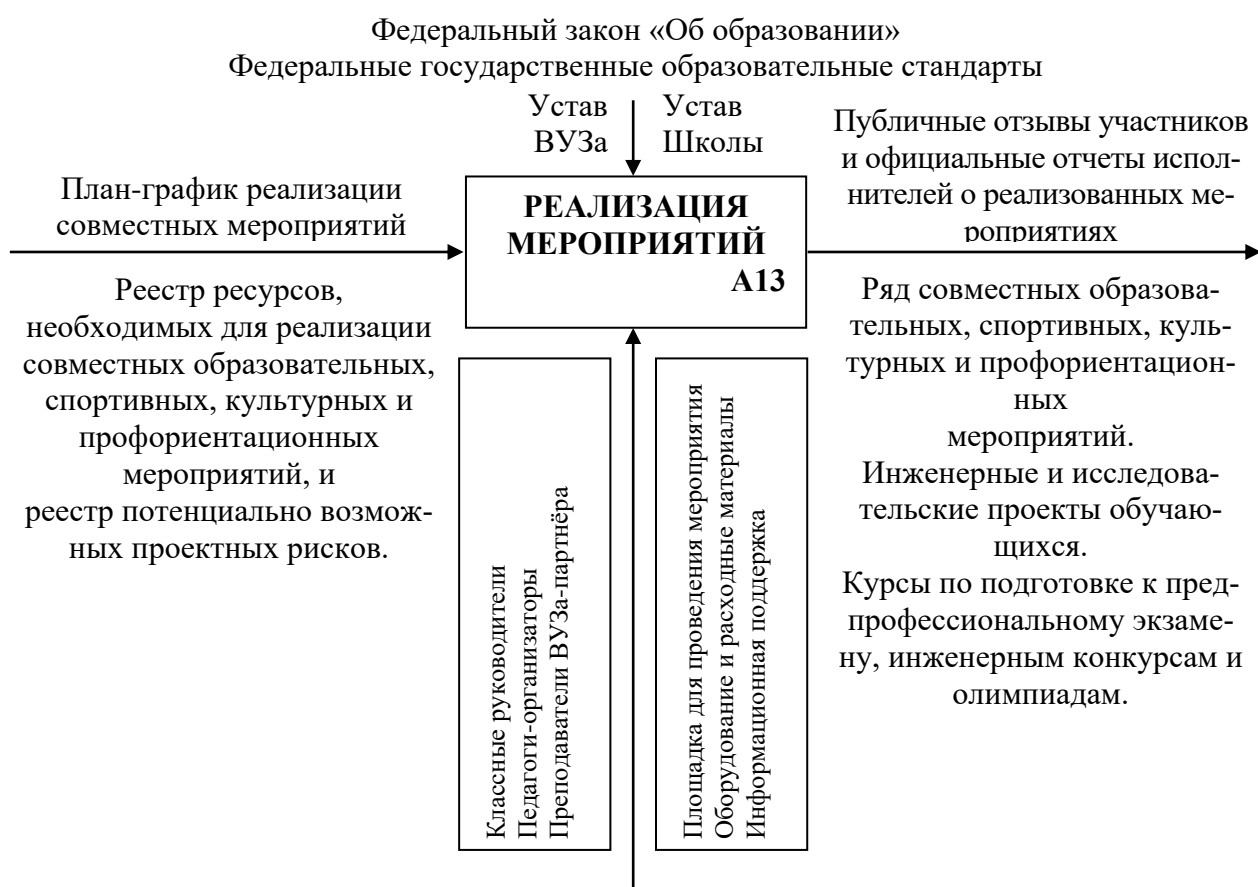 Федеральный закон «Об образовании»
Федеральные государственные образовательные стандарты
Устав
ВУЗа
Устав
Школы
План-график реализации
совместных мероприятий
Реестр ресурсов,
необходимых для реализации
совместных образовательных,
спортивных, культурных и
профориентационных
мероприятий, и
реестр потенциально возмож-
ных проектных рисков.
РЕАЛИЗАЦИЯ
МЕРОПРИЯТИЙ
А13
Классные руководители
Педагоги-организаторы
Преподаватели ВУЗа-партнёра
Площадка для проведения мероприятия
Оборудование и расходные материалы
Информационная поддержка
Публичные отзывы участников
и официальные отчеты испол-
нителей о реализованных ме-
роприятиях
Ряд совместных образова-
тельных, спортивных, куль-
турных и профориентацион-
ных
мероприятий.
Инженерные и исследова-
тельские проекты обучаю-
щихся.
Курсы по подготовке к пред-
профессиональному экзаме-
ну, инженерным конкурсам и
олимпиадам.